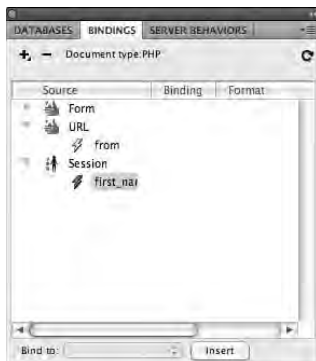 DATABASES BINDINGS SERVER BEHAVIORS
Document type:PHP
Source Binding Format
Form
URL
from
Session
first_nar
Bind to: Insert